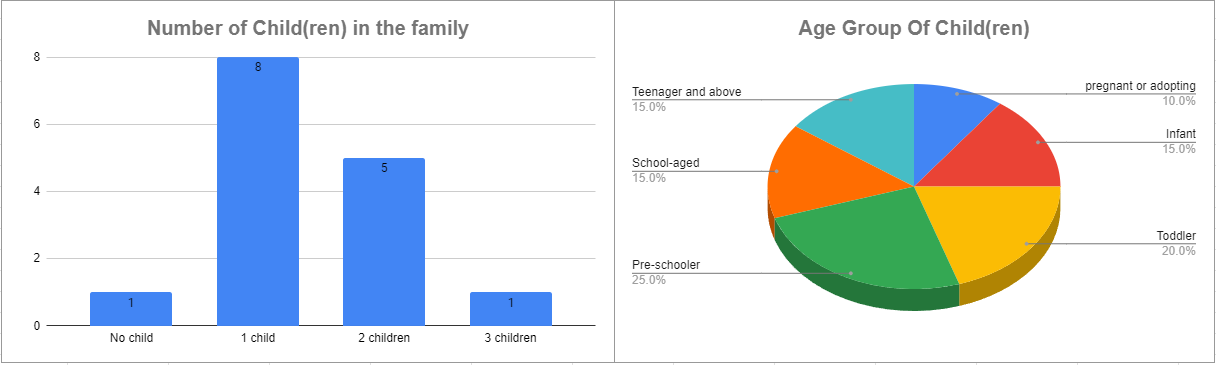 Number of Child(ren) in the family
8
6
4
2
0
1
8
5
1
No child
1 child
2 children
3 children
Age Group Of Child(ren)
Teenager and above
15.0%
School-aged
15.0%
Pre-schooler
25.0%
pregnant or adopting
10.0%
Infant
15.0%
Toddler
20.0%